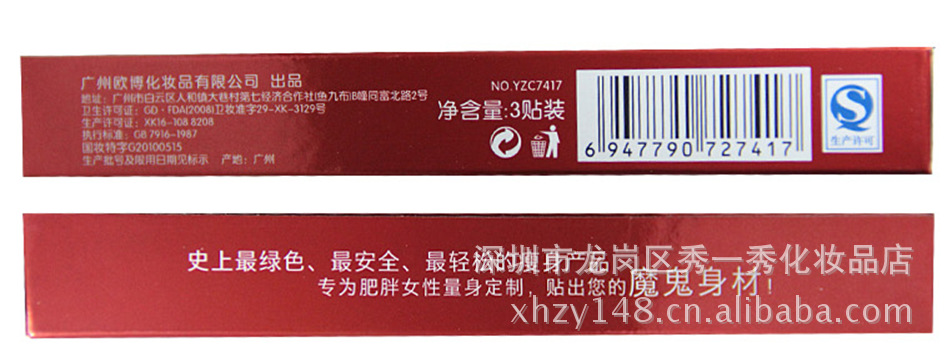 广州欧博化妆品有限公司 出品
地址:广州市白云区人和镇大巷村第七经济合作社(鱼九布)B幢同富北路2号
卫生许可证:GD·FDA(2008)卫妆准字29-XK-3129号
生产许可证:XK16-108 8208
执行标准:GB 7916-1987
国妆特字G20100515
生产批号及限用日期见标示 产地:广州
NO.YZC7417
净含量:3贴装
6 947790 727417
QS
生产许可
史上最绿色、最安全、最轻松的瘦身产品,
专为肥胖女性量身定制,贴出您的魔鬼身材!
深圳市龙岗区秀一秀化妆品店
xhzy148.cn.alibaba.com